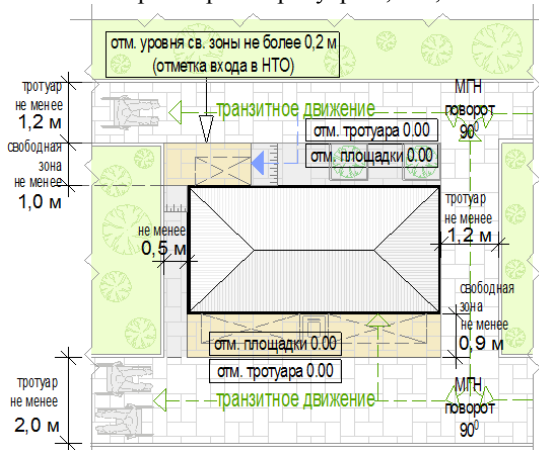 отм. уровня св. зоны не более 0,2 м
(отметка входа в НТО)
тротуар
не менее
1,2 м
свободная
зона
не менее
1,0 м
транзитное движение
МГН
поворот
90⁰
отм. тротуара 0.00
отм. площадки 0.00
не менее
0,5 м
тротуар
не менее
1,2 м
свободная
зона
не менее
0,9 м
отм. площадки 0.00
отм. тротуара 0.00
тротуар
не менее
2,0 м
транзитное движение
МГН
поворот
90⁰